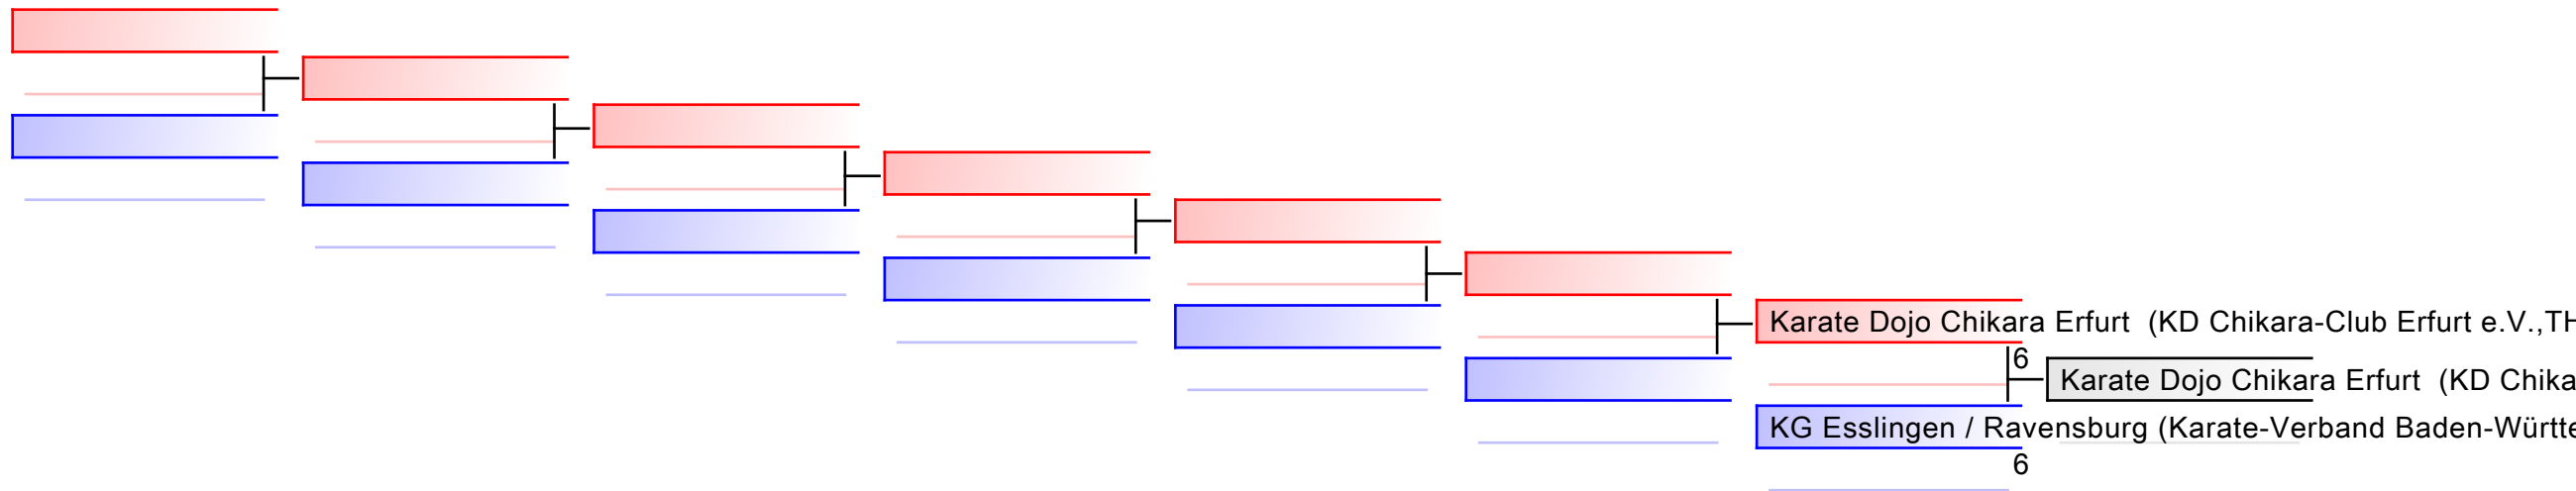 Karate Dojo Chikara Erfurt (KD Chikara-Club Erfurt e.V.,TH
6
Karate Dojo Chikara Erfurt (KD Chika
KG Esslingen / Ravensburg (Karate-Verband Baden-Württe
6